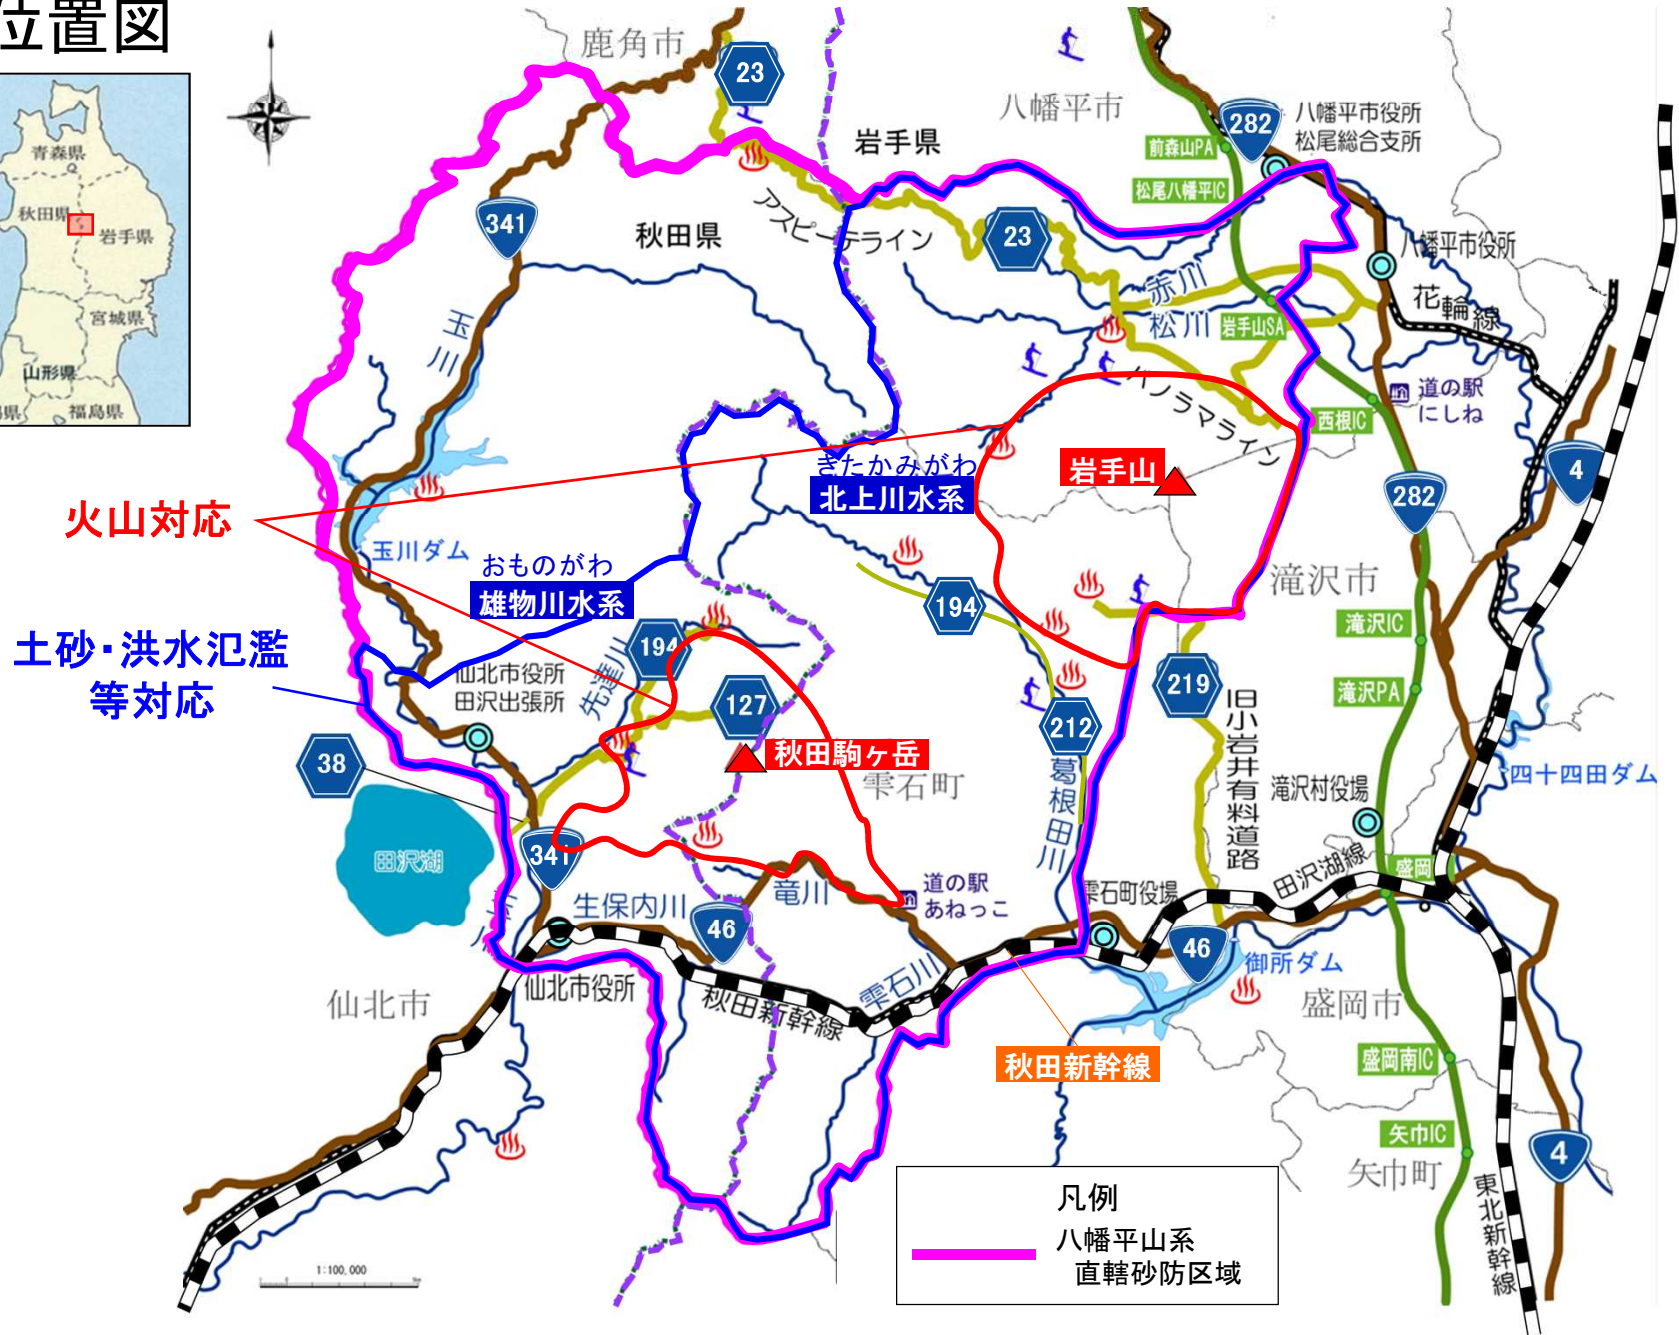 位置図
青森県
秋田県
岩手県
宮城県
山形県
福島県
鹿角市
23
八幡平市
282
八幡平市役所
松尾総合支所
前森山PA
松尾八幡平IC
岩手県
341
秋田県
アスピーテライン
23
八幡平市役所
赤川
松川
岩手山SA
花輪線
玉川
パノラマライン
道の駅
にしね
西根IC
きたかみがわ
北上川水系
岩手山
4
282
火山対応
玉川ダム
おものがわ
雄物川水系
194
滝沢市
滝沢IC
土砂・洪水氾濫
等対応
194
仙北市役所
田沢出張所
先達川
127
219
滝沢PA
212
旧小岩井有料道路
38
秋田駒ヶ岳
雫石町
葛根田川
滝沢村役場
四十四田ダム
田沢湖
341
田沢湖線
盛岡
道の駅
あねっこ
竜川
生保内川
46
雫石町役場
46
御所ダム
仙北市
仙北市役所
秋田新幹線
雫石川
盛岡市
秋田新幹線
盛岡南IC
矢巾IC
4
矢巾町
東北新幹線
凡例
八幡平山系
直轄砂防区域
1:100,000